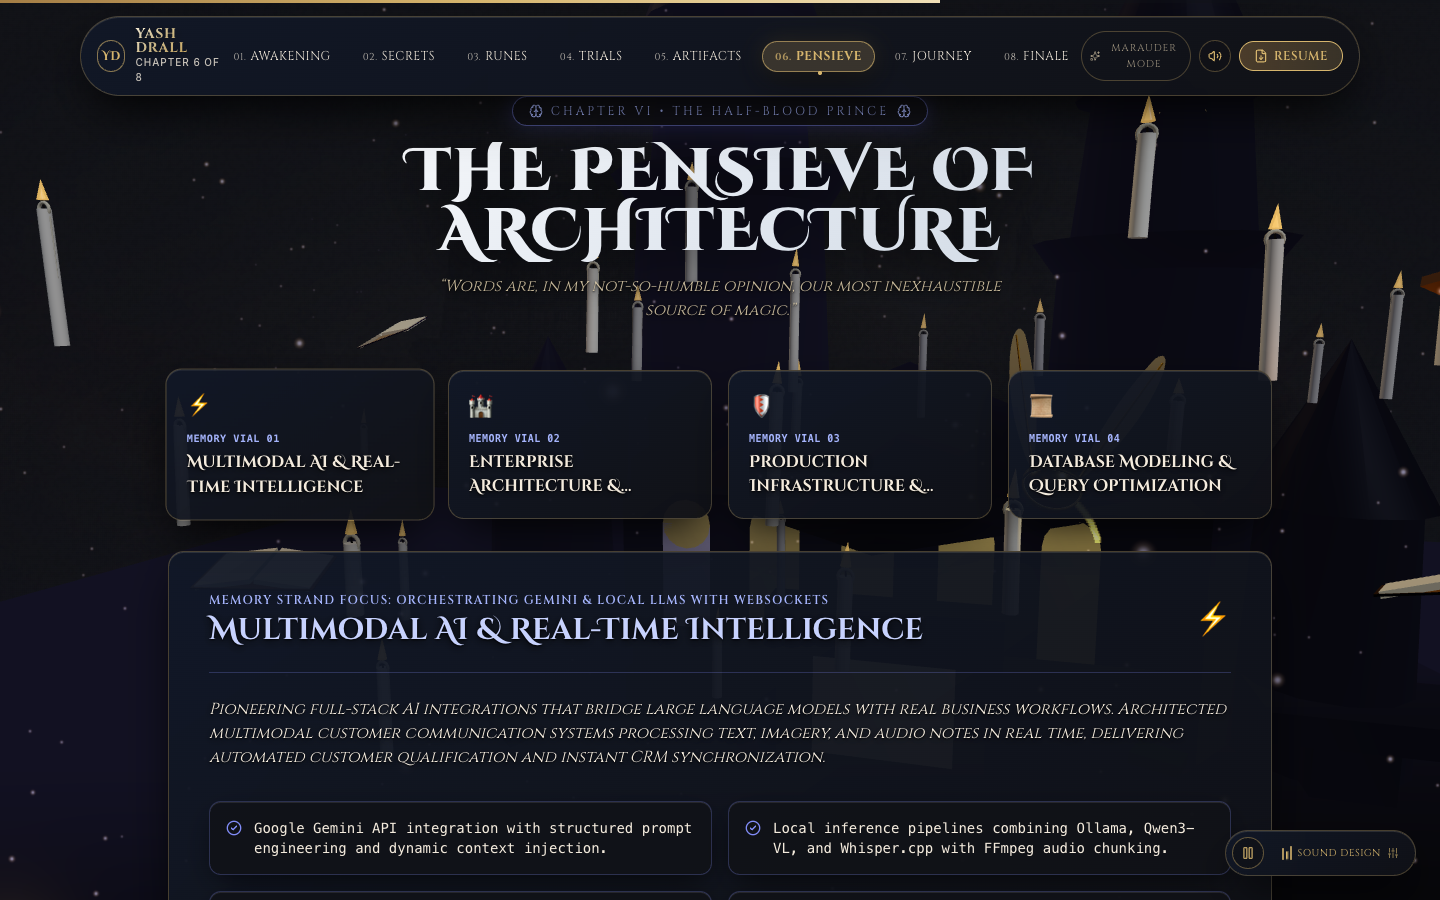 YD
YASH
DRALL
CHAPTER 6 OF
8
01. AWAKENING
02. SECRETS
03. RUNES
04. TRIALS
05. ARTIFACTS
06. PENSIEVE
07. JOURNEY
08. FINALE
MARAUDER
MODE
RESUME
CHAPTER VI • THE HALF-BLOOD PRINCE
THE PENSIEVE OF
ARCHITECTURE
“WORDS ARE, IN MY NOT-SO-HUMBLE OPINION, OUR MOST INEXHAUSTIBLE
SOURCE OF MAGIC.”
MEMORY VIAL 01
MULTIMODAL AI & REAL-
TIME INTELLIGENCE
MEMORY VIAL 02
ENTERPRISE
ARCHITECTURE &...
MEMORY VIAL 03
PRODUCTION
INFRASTRUCTURE &...
MEMORY VIAL 04
DATABASE MODELING &
QUERY OPTIMIZATION
MEMORY STRAND FOCUS: ORCHESTRATING GEMINI & LOCAL LLMS WITH WEBSOCKETS
MULTIMODAL AI & REAL-TIME INTELLIGENCE
PIONEERING FULL-STACK AI INTEGRATIONS THAT BRIDGE LARGE LANGUAGE MODELS WITH REAL BUSINESS WORKFLOWS. ARCHITECTED
MULTIMODAL CUSTOMER COMMUNICATION SYSTEMS PROCESSING TEXT, IMAGERY, AND AUDIO NOTES IN REAL TIME, DELIVERING
AUTOMATED CUSTOMER QUALIFICATION AND INSTANT CRM SYNCHRONIZATION.
Google Gemini API integration with structured prompt
engineering and dynamic context injection.
Local inference pipelines combining Ollama, Qwen3-
VL, and Whisper.cpp with FFmpeg audio chunking.
SOUND DESIGN